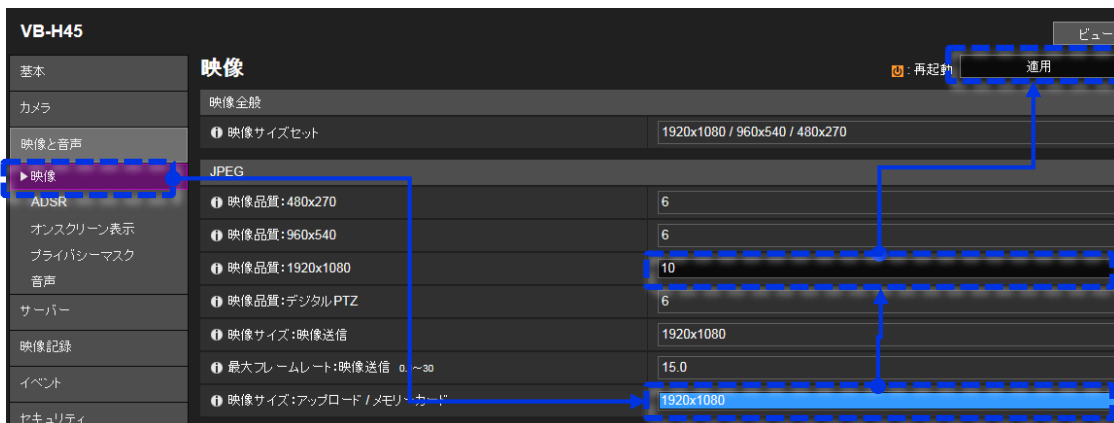 VB-H45
ビュー
基本
カメラ
映像と音声
▶映像
ADSR
オンスクリーン表示
プライバシーマスク
音声
サーバー
映像記録
イベント
セキュリティ
映像
:再起動
適用
映像全般
映像サイズセット 1920x1080 / 960x540 / 480x270
JPEG
映像品質:480x270 6
映像品質:960x540 6
映像品質:1920x1080 10
映像品質:デジタルPTZ 6
映像サイズ:映像送信 1920x1080
最大フレームレート:映像送信 ~30 15.0
映像サイズ:アップロード / メモリーカード 1920x1080